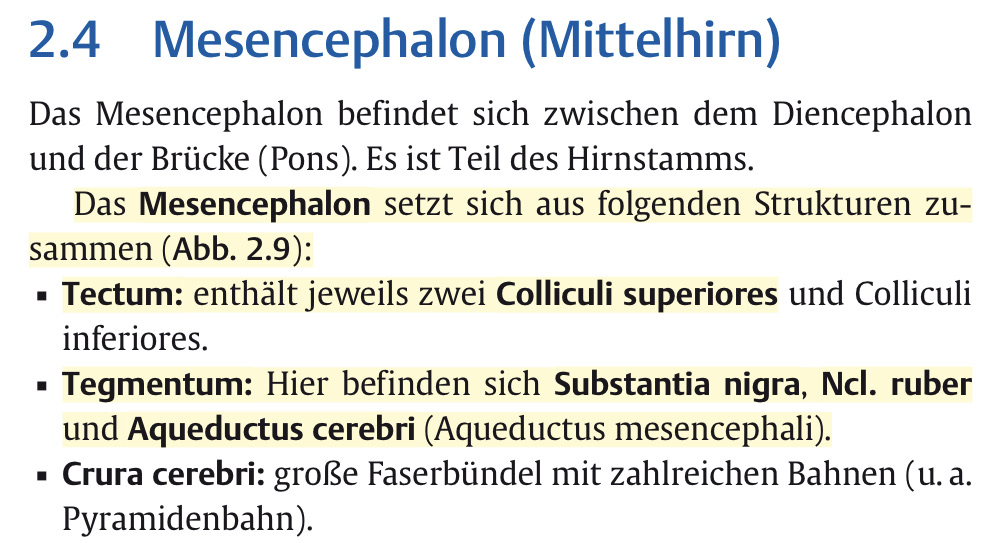 2.4 Mesencephalon (Mittelhirn)
Das Mesencephalon befindet sich zwischen dem Diencephalon
und der Brücke (Pons). Es ist Teil des Hirnstamms.
Das Mesencephalon setzt sich aus folgenden Strukturen zu-
sammen (Abb. 2.9):
▪ Tectum: enthält jeweils zwei Colliculi superiores und Colliculi
inferiores.
▪ Tegmentum: Hier befinden sich Substantia nigra, Ncl. ruber
und Aqueductus cerebri (Aqueductus mesencephali).
▪ Crura cerebri: große Faserbündel mit zahlreichen Bahnen (u. a.
Pyramidenbahn).